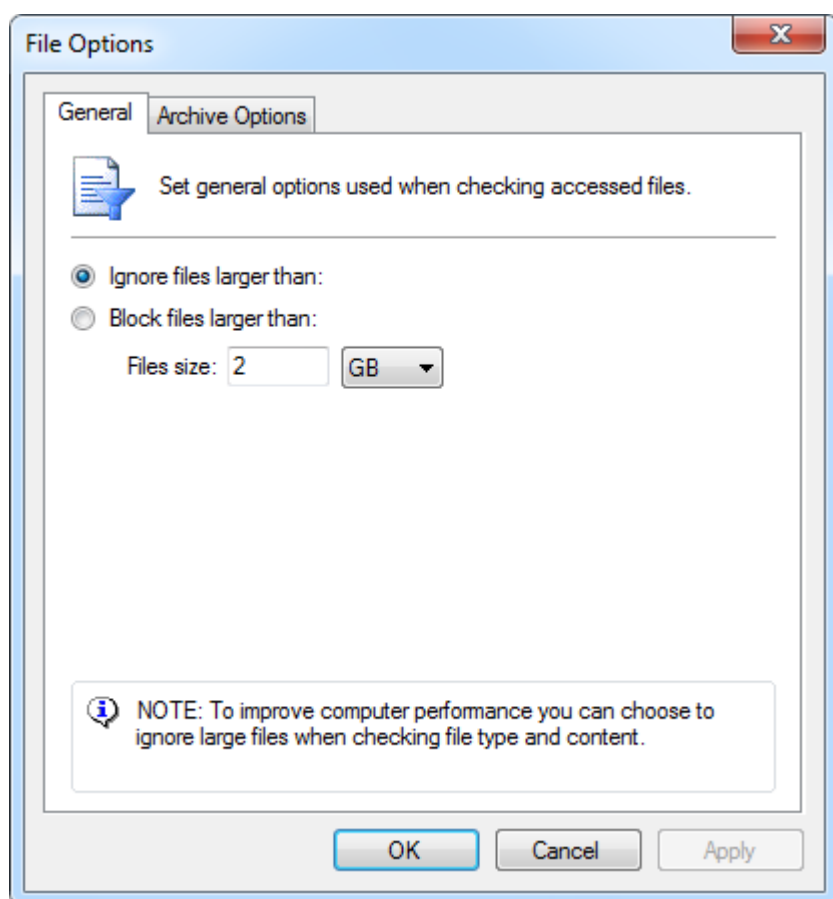 File Options
General
Archive Options
Set general options used when checking accessed files.
Ignore files larger than:
Block files larger than:
Files size: 2 GB
NOTE: To improve computer performance you can choose to
ignore large files when checking file type and content.
OK
Cancel
Apply